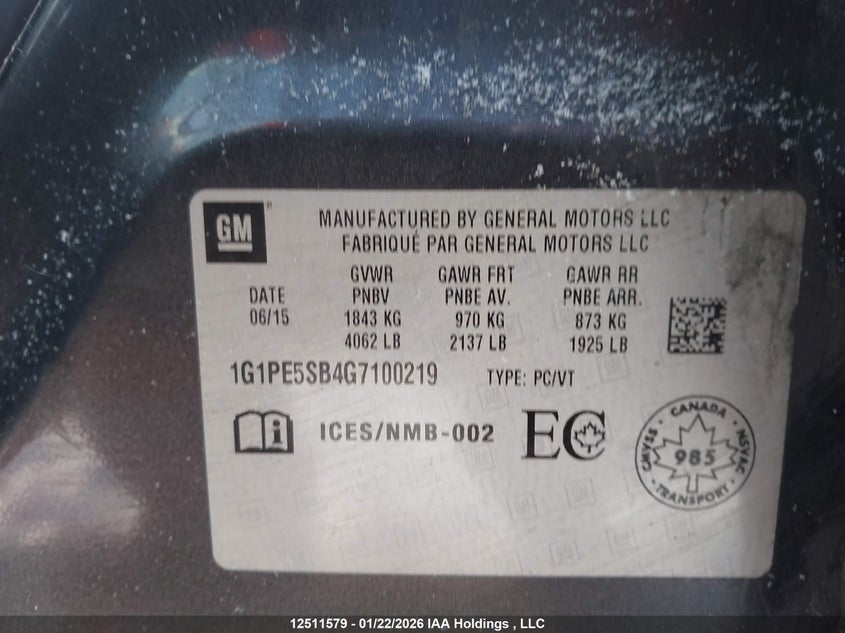 GM
MANUFACTURED BY GENERAL MOTORS LLC
FABRIQUÉ PAR GENERAL MOTORS LLC
DATE
06/15
GVWR
PNBV
1843 KG
4062 LB
GAWR FRT
PNBE AV.
970 KG
2137 LB
GAWR RR
PNBE ARR.
873 KG
1925 LB
1G1PE5SB4G7100219 TYPE: PC/VT
ICES/NMB-002
EC
CANADA
CMVSS
985
NSVAC
TRANSPORT
12511579 - 01/22/2026 IAA Holdings , LLC